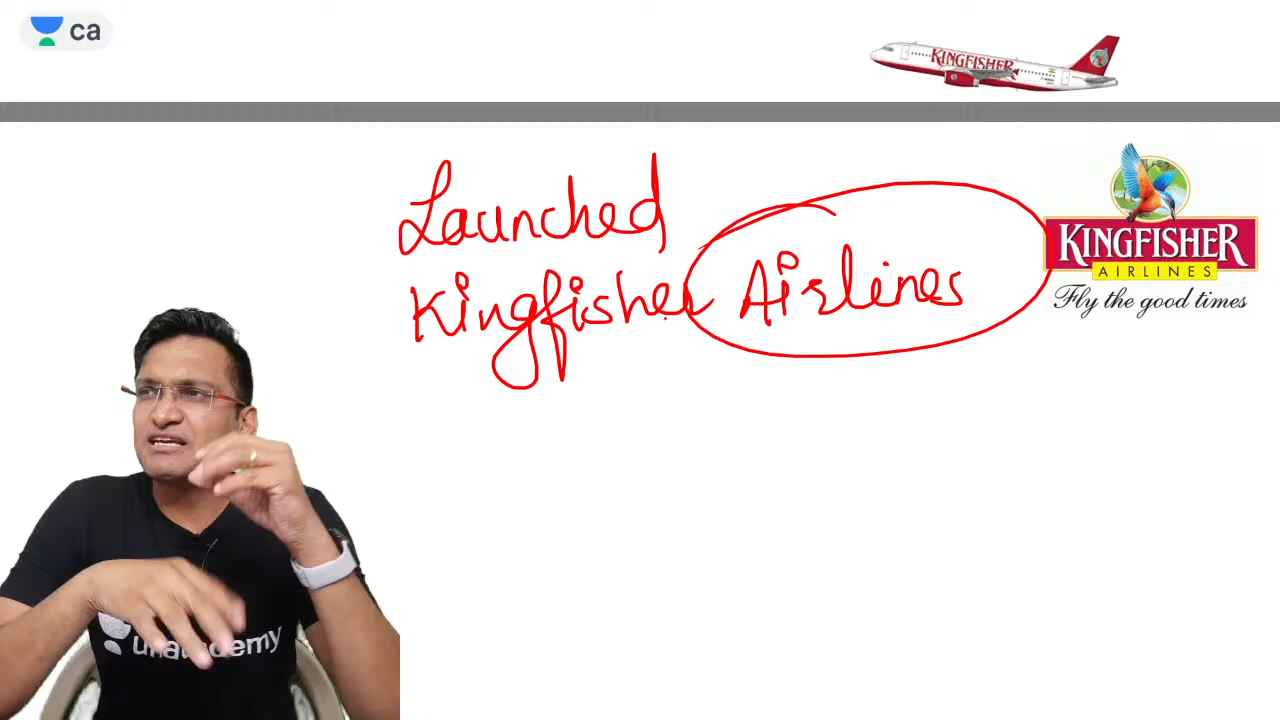 ca
KINGFISHER
Launched
Kingfisher Airlines
KINGFISHER
AIRLINES
Fly the good times
unacademy